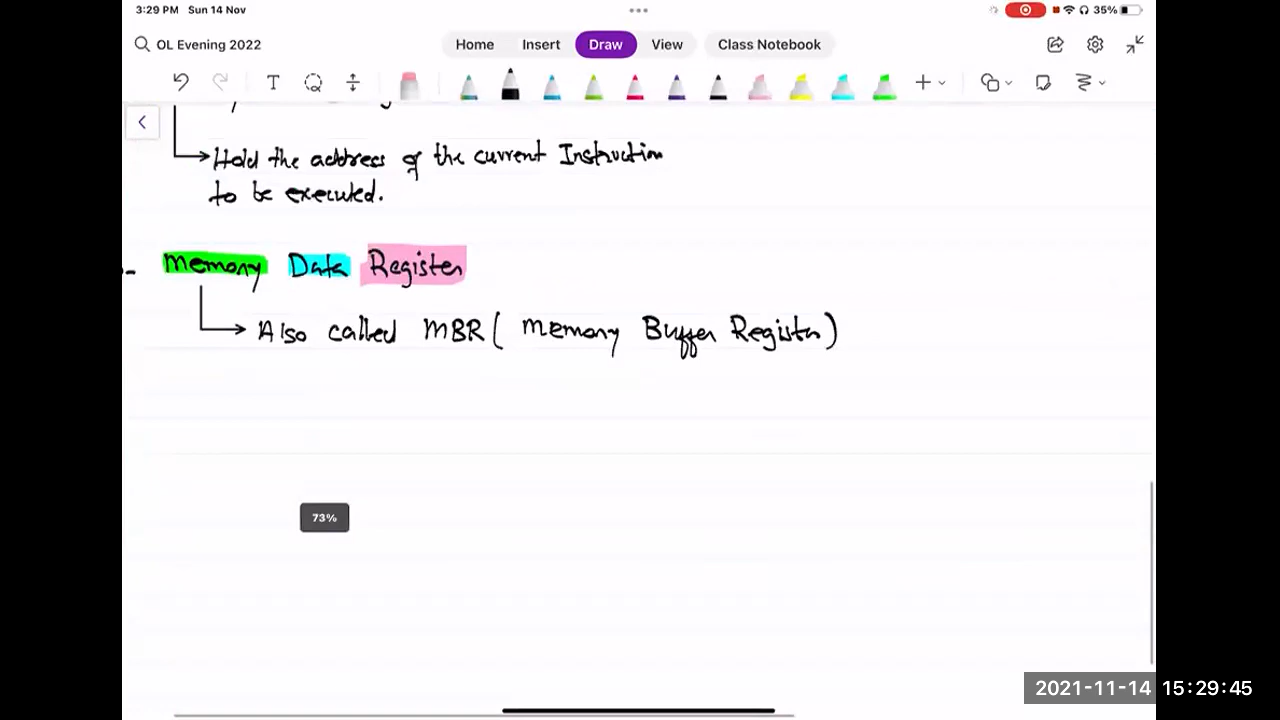 3:29 PM Sun 14 Nov
35%
OL Evening 2022
Home Insert Draw View Class Notebook
Hold the address of the current Instruction
to be executed.
Memory Data Register
Also called MBR ( Memory Buffer Register)
73%
2021-11-14 15:29:45